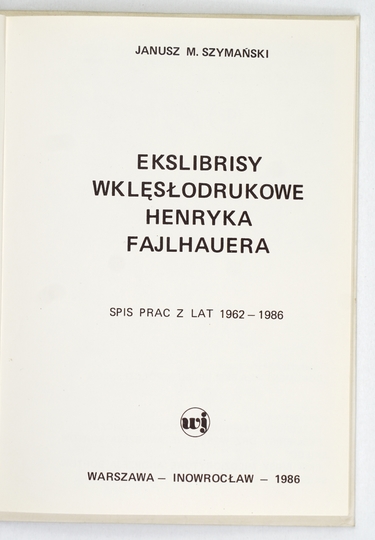 JANUSZ M. SZYMAŃSKI
EKSLIBRISY
WKLĘSŁODRUKOWE
HENRYKA
FAJLHAUERA
SPIS PRAC Z LAT 1962 – 1986
wj
WARSZAWA – INOWROCŁAW – 1986